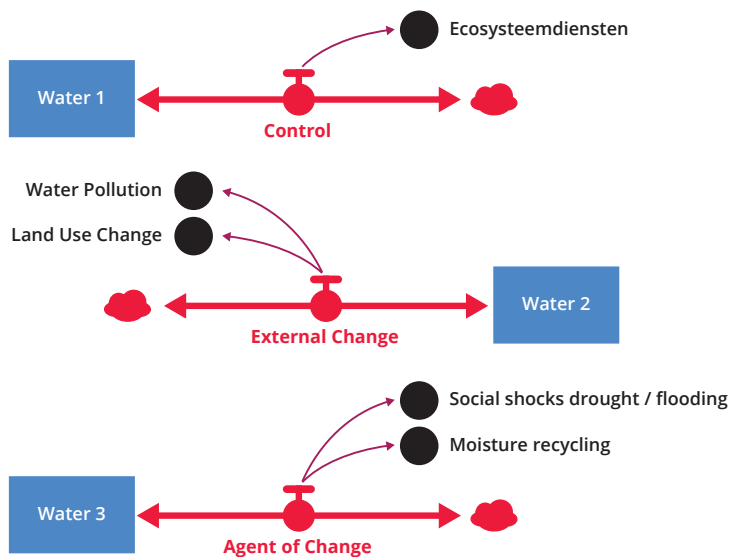 Ecosysteemdiensten
Water 1
Control
Water Pollution
Land Use Change
Water 2
External Change
Social shocks drought / flooding
Moisture recycling
Water 3
Agent of Change